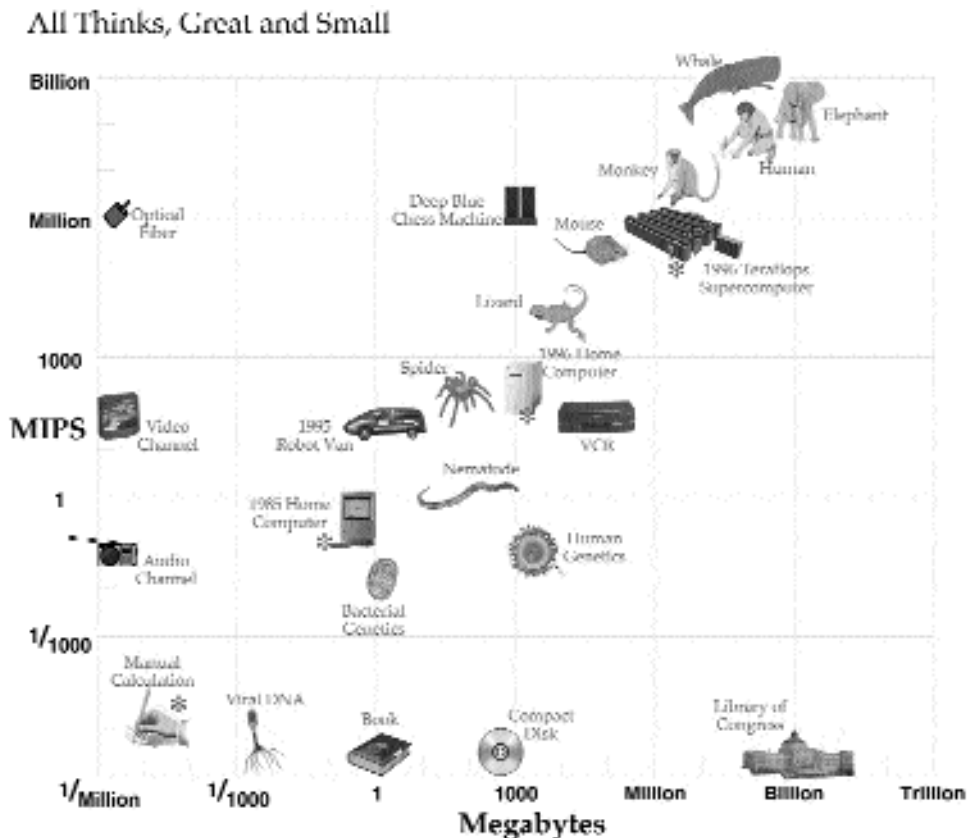 All Thinks, Great and Small
Whale
Billion
Elephant
Monkey
Human
Deep Blue
Chess Machine
Optical
Fiber
Million
Mouse
1996 Teraflops
Supercomputer
Lizard
1000
1996 Home
Computer
Spider
MIPS
Video
Channel
1995
Robot Van
VCR
Nematode
1
1985 Home
Computer
Human
Genetics
Audio
Channel
Bacterial
Genetics
1/1000
Manual
Calculation
Viral DNA
Book
Compact
Disk
Library of
Congress
1/Million
1/1000
1
1000
Million
Billion
Trillion
Megabytes